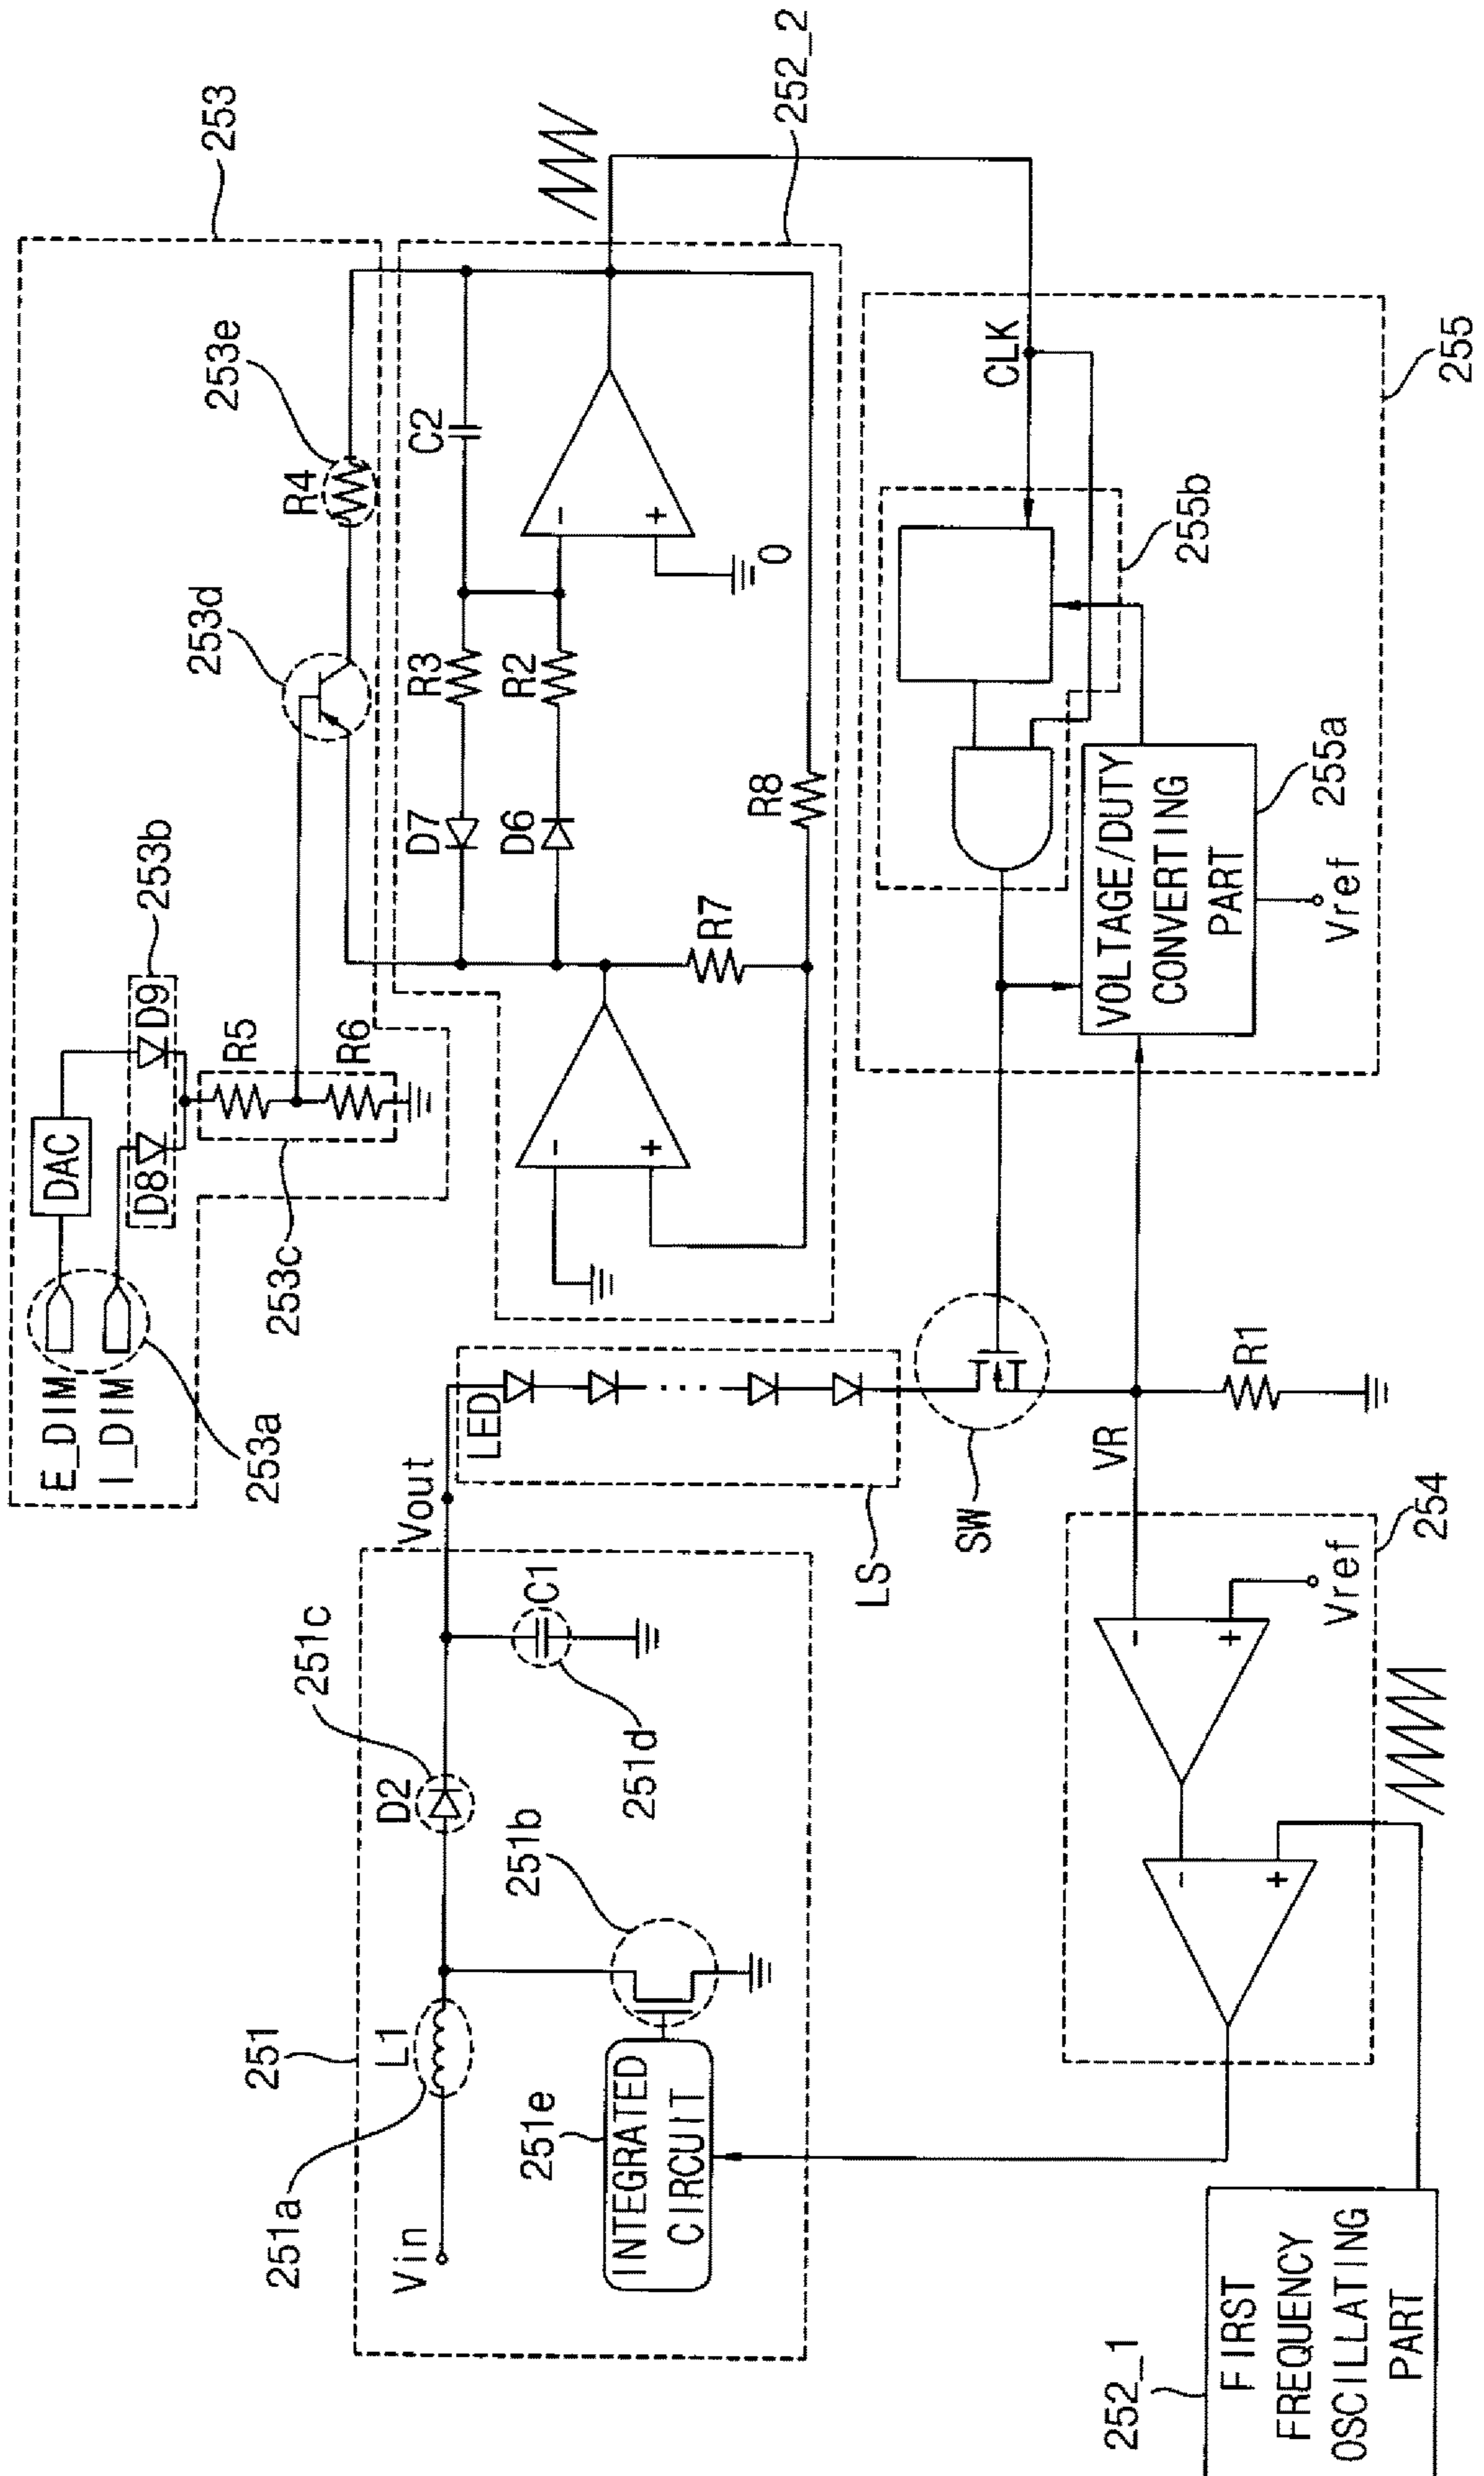 253
E_DIM
I_DIM
253a
DAC
D8
D9
253b
253c
R5
R6
253d
R4
253e
252_2
D7
R3
C2
D6
R2
-
+
0
-
+
R7
R8
251
251a
L1
Vin
D2
251c
Vout
C1
251d
251b
251e
INTEGRATED
CIRCUIT
LED
LS
SW
VR
R1
CLK
255b
255
VOLTAGE/DUTY
CONVERTING
PART
255a
Vref
254
-
+
Vref
-
+
252_1
FIRST
FREQUENCY
OSCILLATING
PART